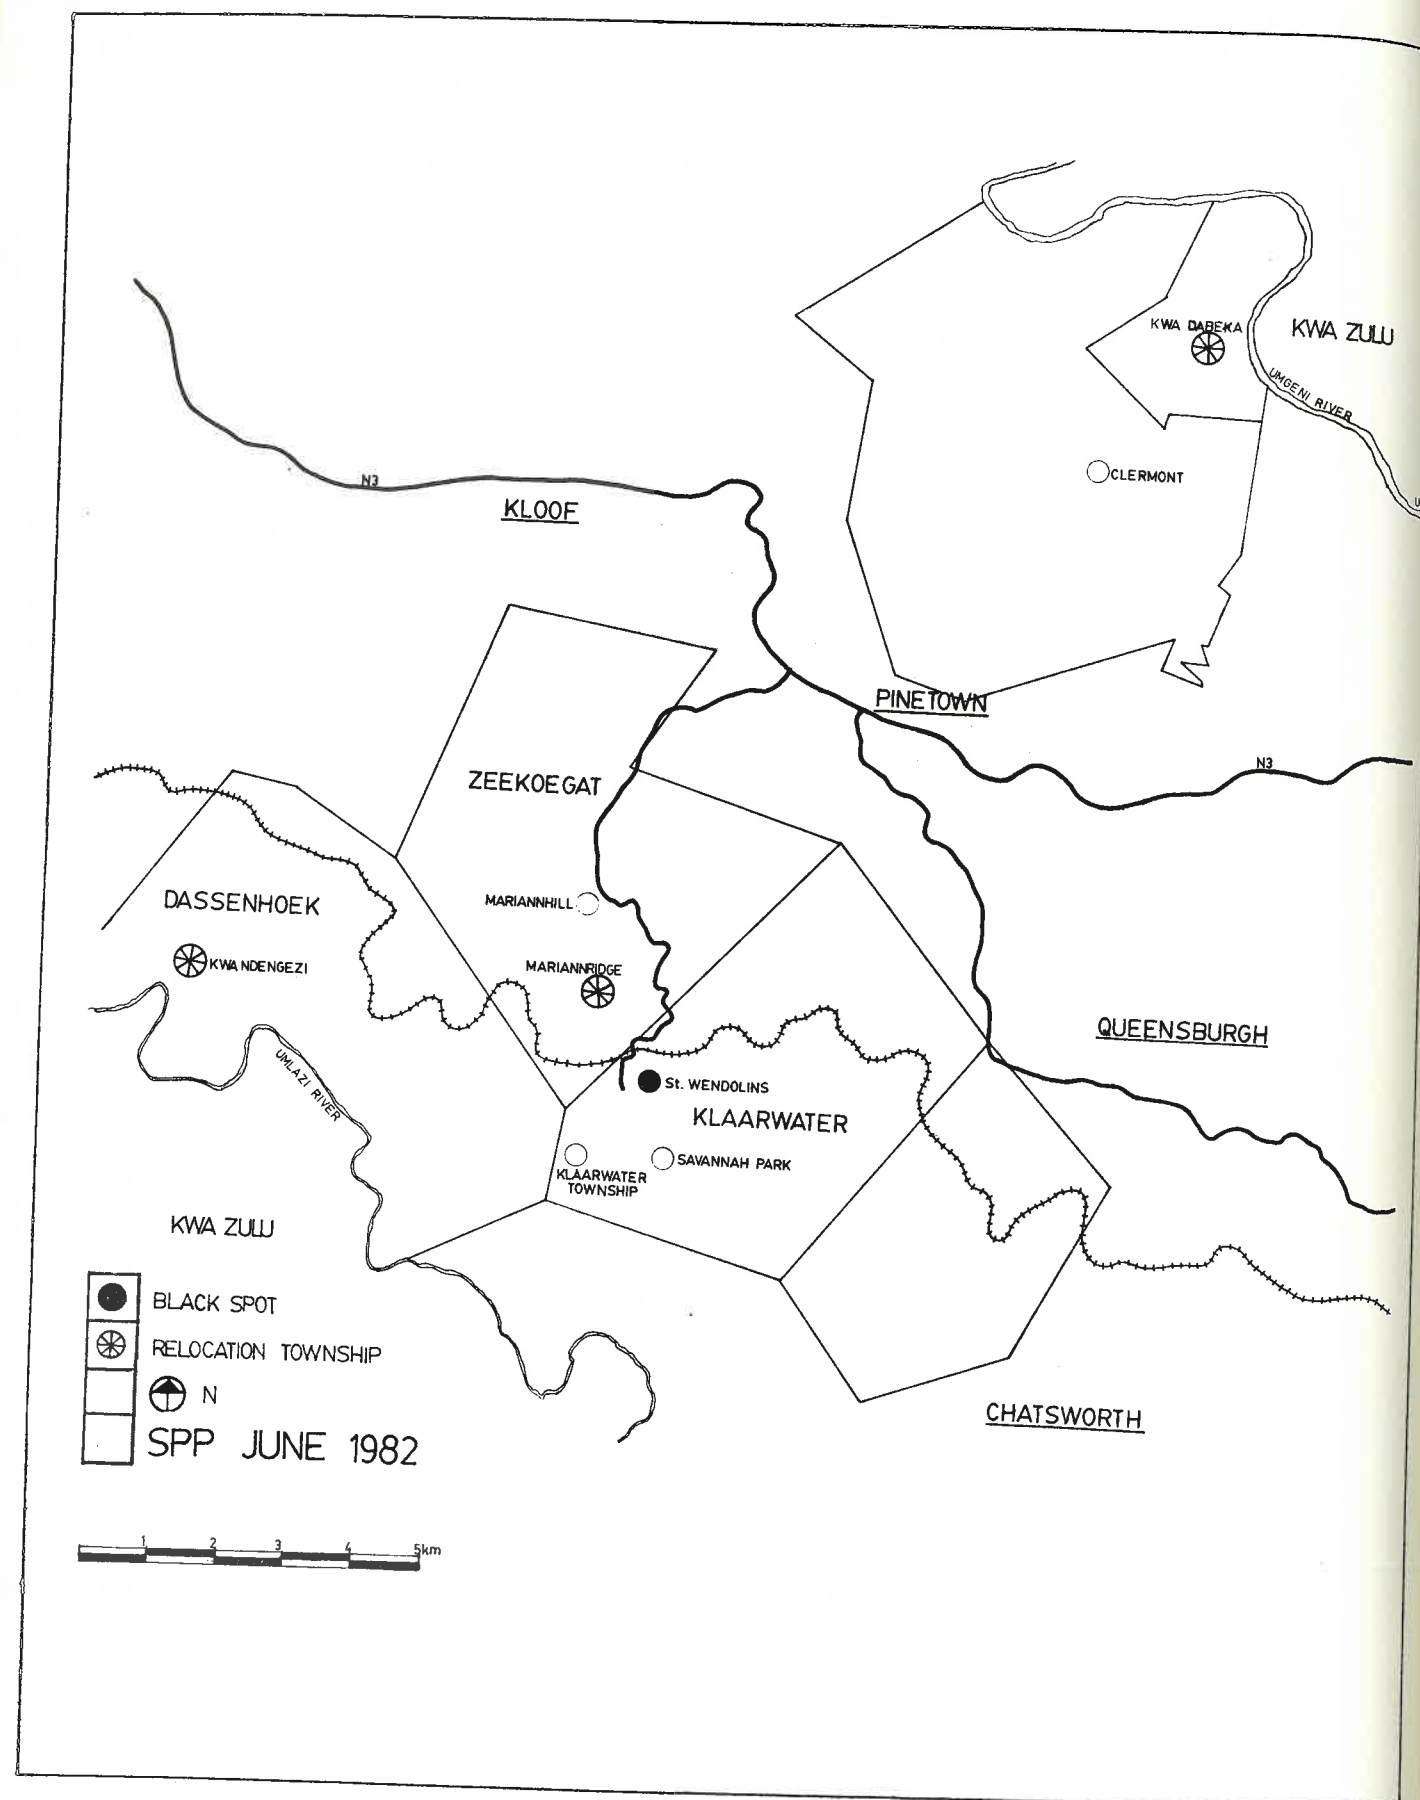 KWA DABEKA
KWA ZULU
UMGENI RIVER
CLERMONT
N3
KLOOF
PINETOWN
N3
ZEEKOEGAT
DASSENHOEK
MARIANNHILL
KWA NDENGEZI
MARIANNRIDGE
QUEENSBURGH
UMLAZI RIVER
St. WENDOLINS
KLAARWATER
SAVANNAH PARK
KLAARWATER
TOWNSHIP
KWA ZULU
BLACK SPOT
RELOCATION TOWNSHIP
N
SPP JUNE 1982
CHATSWORTH
1 2 3 4 5km